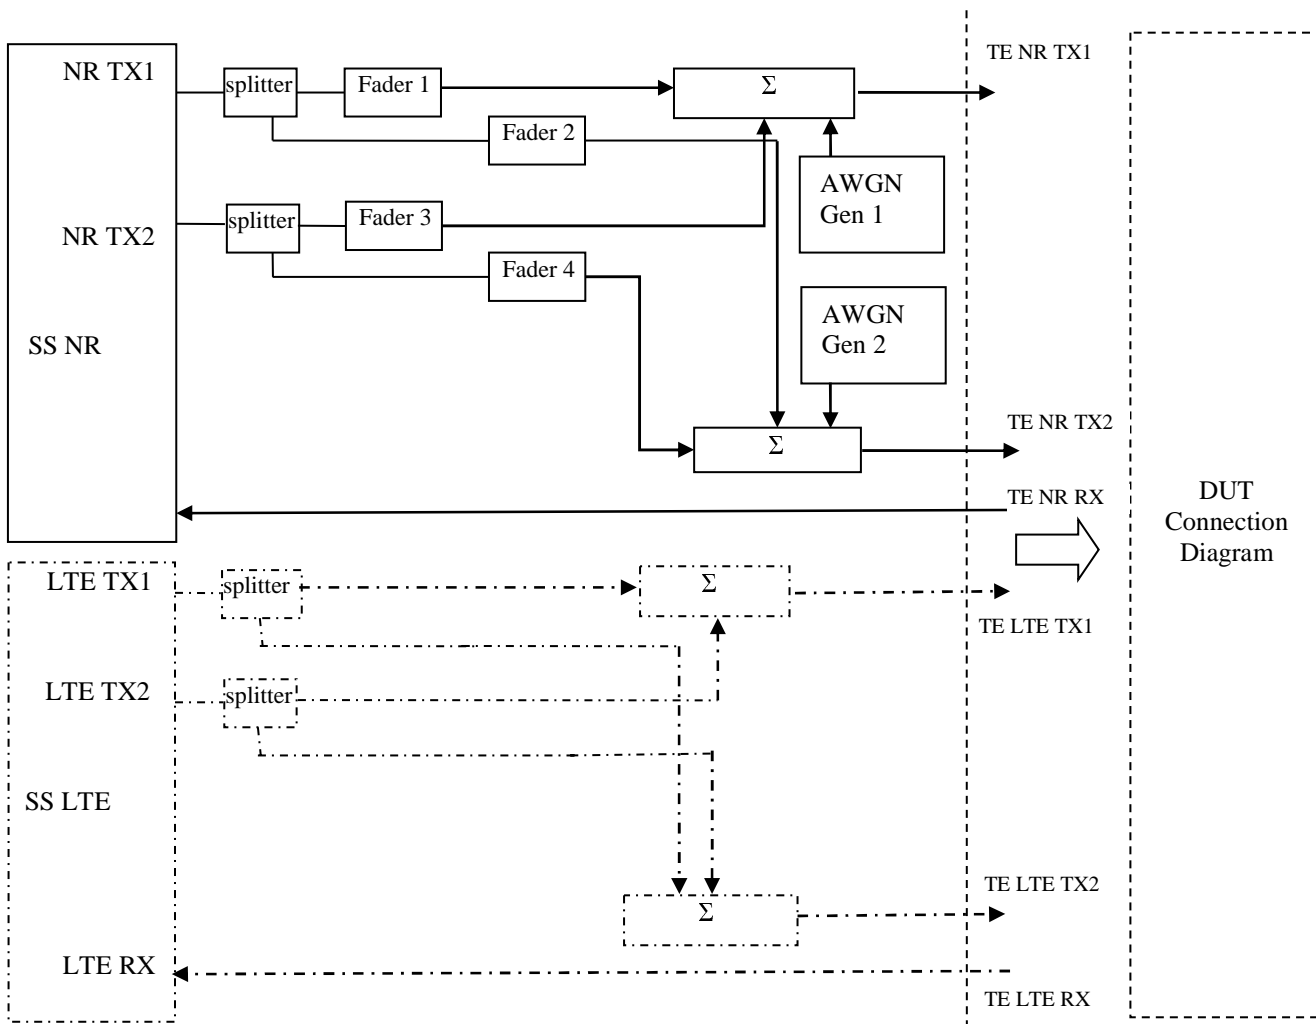 TE NR TX1
NR TX1
splitter
Fader 1
Σ
Fader 2
AWGN
Gen 1
splitter
Fader 3
NR TX2
Fader 4
AWGN
Gen 2
SS NR
TE NR TX2
Σ
TE NR RX
DUT
Connection
Diagram
LTE TX1
splitter
Σ
TE LTE TX1
LTE TX2
splitter
SS LTE
TE LTE TX2
Σ
LTE RX
TE LTE RX